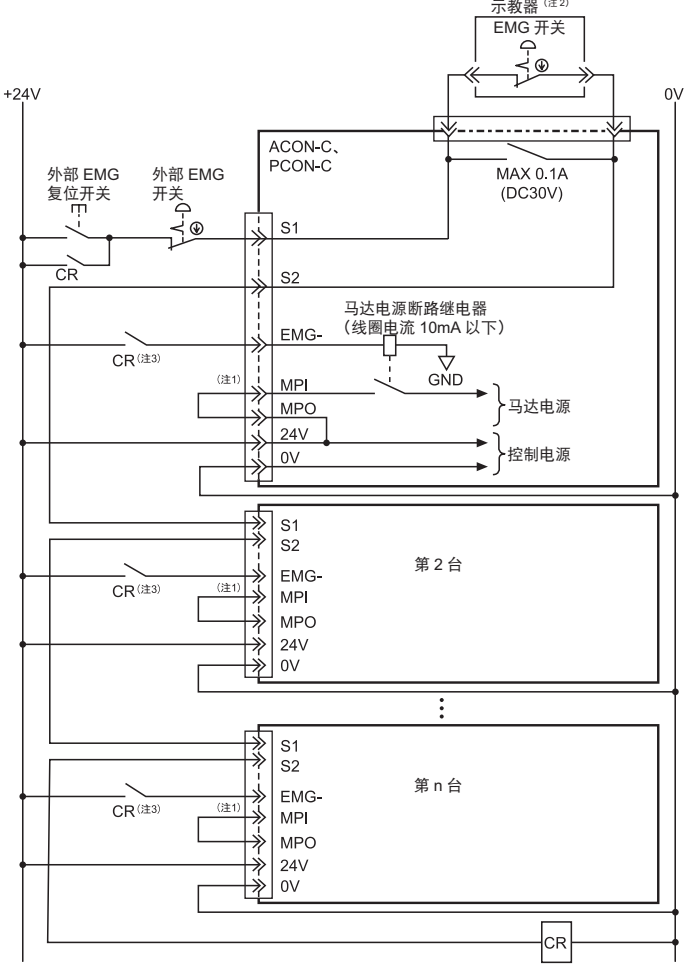 示教器（注2）
EMG 开关
+24V
0V
ACON-C、
PCON-C
MAX 0.1A
(DC30V)
外部 EMG
复位开关
外部 EMG
开关
S1
CR
S2
马达电源断路继电器
（线圈电流 10mA 以下）
EMG-
CR（注3）
GND
（注1）
MPI
MPO
马达电源
24V
控制电源
0V
S1
S2
第 2 台
EMG-
CR（注3）
（注1）
MPI
MPO
24V
0V
S1
S2
第 n 台
EMG-
CR（注3）
（注1）
MPI
MPO
24V
0V
CR